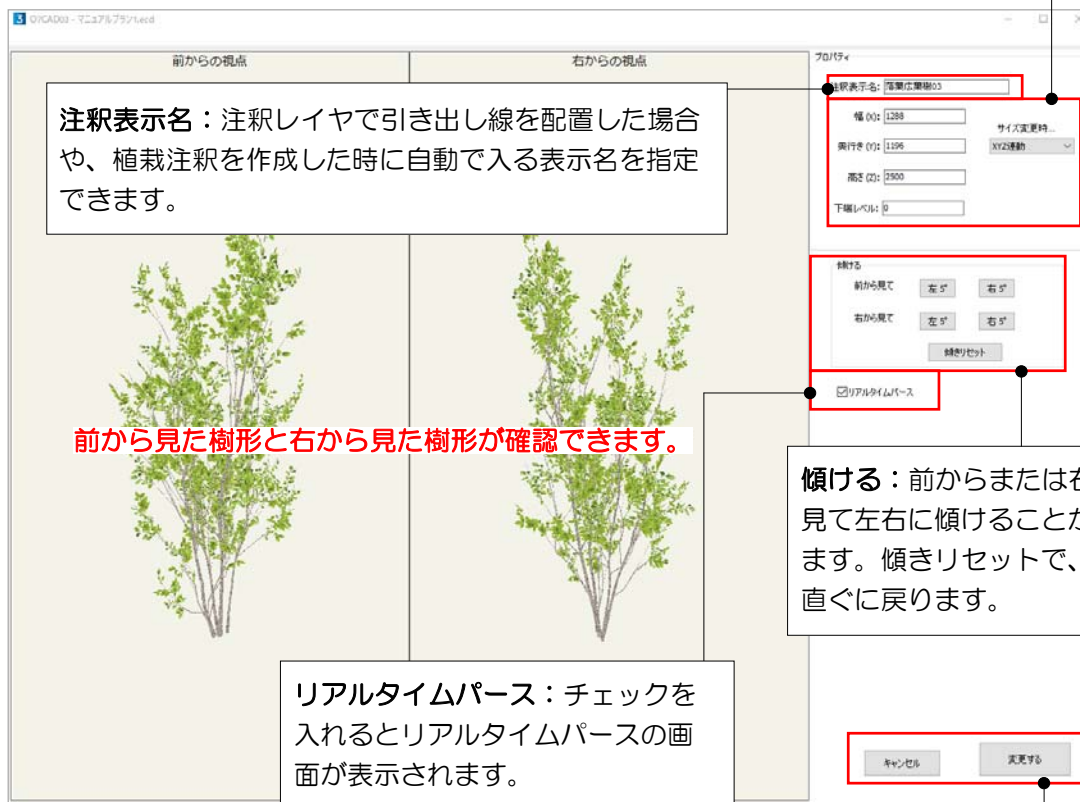 O7CAD03 - マニュアルプラン1.ecd
前からの視点
右からの視点
プロパティ
注釈表示名: 落葉広葉樹03
幅 (X): 1288
サイズ変更時...
奥行き (Y): 1196
XYZ連動
高さ (Z): 2500
下端レベル: 0
注釈表示名：注釈レイヤで引き出し線を配置した場合
や、植栽注釈を作成した時に自動で入る表示名を指定
できます。
傾ける
前から見て 左 5° 右 5°
右から見て 左 5° 右 5°
傾きリセット
リアルタイムパース
前から見た樹形と右から見た樹形が確認できます。
傾ける：前からまたは右
見て左右に傾けることが
ます。傾きリセットで、
直ぐに戻ります。
リアルタイムパース：チェックを
入れるとリアルタイムパースの画
面が表示されます。
キャンセル
変更する